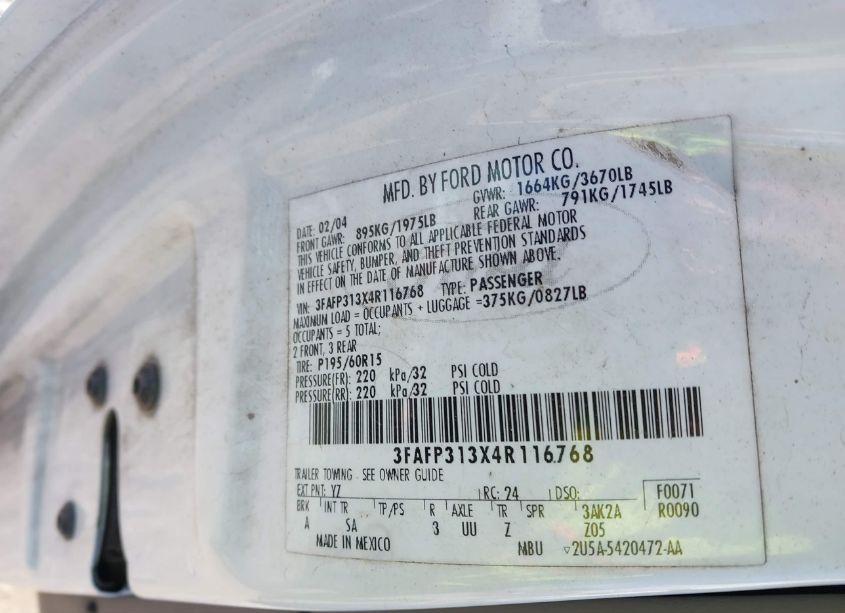 MFD. BY FORD MOTOR CO.
DATE: 02/04 GVWR: 1664KG/3670LB
FRONT GAWR: 895KG/1975LB REAR GAWR: 791KG/1745LB
THIS VEHICLE CONFORMS TO ALL APPLICABLE FEDERAL MOTOR
VEHICLE SAFETY, BUMPER, AND THEFT PREVENTION STANDARDS
IN EFFECT ON THE DATE OF MANUFACTURE SHOWN ABOVE.
VIN: 3FAFP313X4R116768 TYPE: PASSENGER
MAXIMUM LOAD = OCCUPANTS + LUGGAGE =375KG/0827LB
OCCUPANTS = 5 TOTAL;
2 FRONT, 3 REAR
TIRE: P195/60R15
PRESSURE(FR): 220 kPa/32 PSI COLD
PRESSURE(RR): 220 kPa/32 PSI COLD
3FAFP313X4R116768
TRAILER TOWING - SEE OWNER GUIDE
EXT PNT: YZ RC: 24 DSO: F0071
BRK INT TR TP/PS R AXLE TR SPR 3AK2A R0090
A SA 3 UU Z Z05
MADE IN MEXICO MBU ▽2U5A-5420472-AA